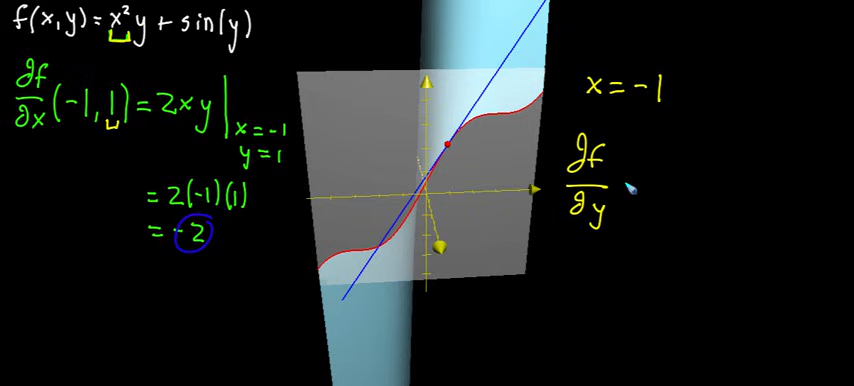 f(x,y) = x²y + sin(y)
∂f/∂x (-1, 1) = 2xy | x = -1
y = 1
= 2(-1)(1)
= -2
x = -1
∂f/∂y